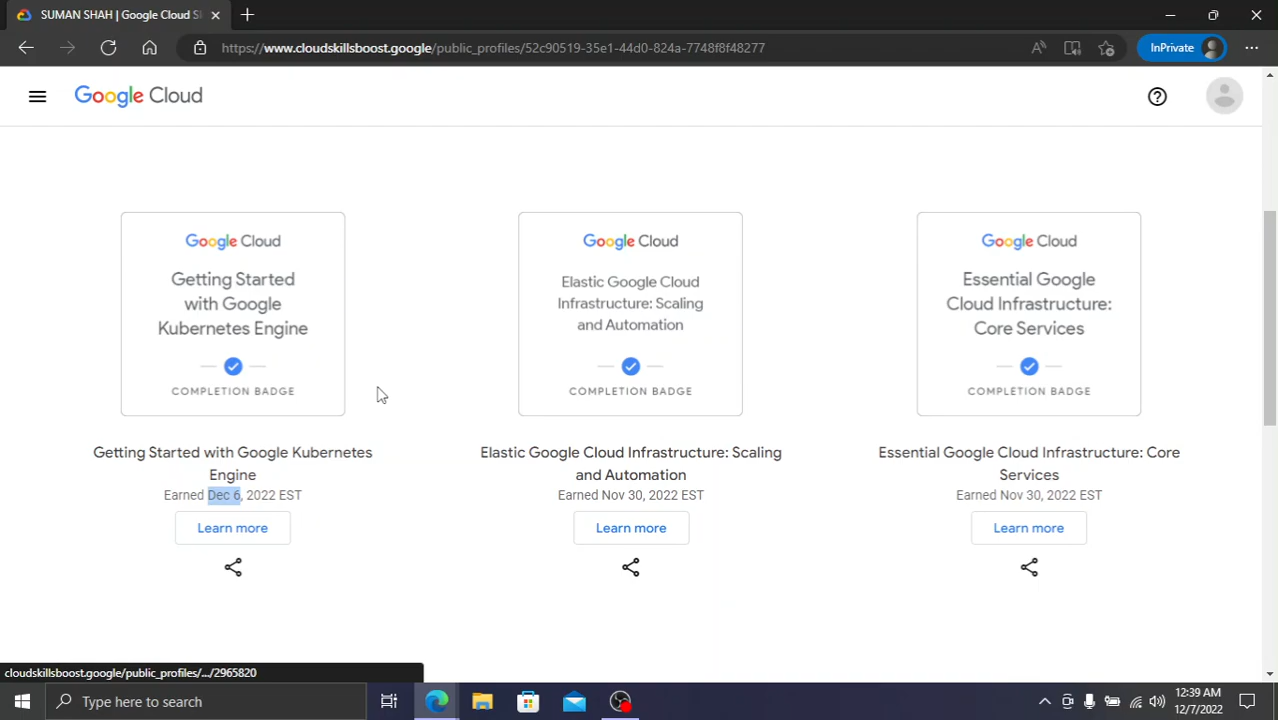 SUMAN SHAH | Google Cloud S
https://www.cloudskillsboost.google/public_profiles/52c90519-35e1-44d0-824a-7748f8f48277
InPrivate
Google Cloud
Google Cloud
Getting Started
with Google
Kubernetes Engine
COMPLETION BADGE
Getting Started with Google Kubernetes
Engine
Earned Dec 6, 2022 EST
Learn more
Google Cloud
Elastic Google Cloud
Infrastructure: Scaling
and Automation
COMPLETION BADGE
Elastic Google Cloud Infrastructure: Scaling
and Automation
Earned Nov 30, 2022 EST
Learn more
Google Cloud
Essential Google
Cloud Infrastructure:
Core Services
COMPLETION BADGE
Essential Google Cloud Infrastructure: Core
Services
Earned Nov 30, 2022 EST
Learn more
cloudskillsboost.google/public_profiles/.../2965820
Type here to search
12:39 AM
12/7/2022